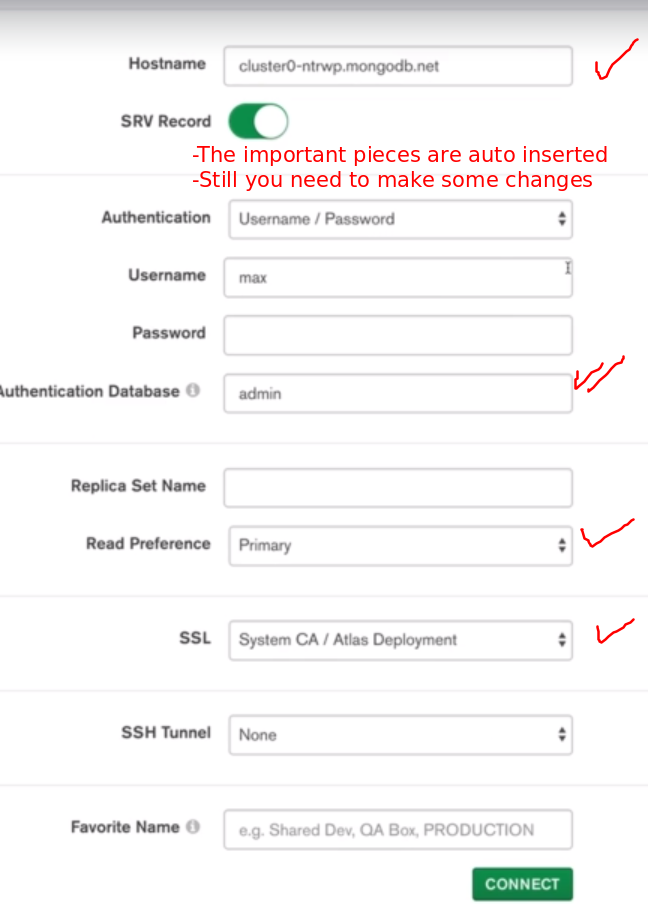 Hostname cluster0-ntrwp.mongodb.net
SRV Record
-The important pieces are auto inserted
-Still you need to make some changes
Authentication Username / Password
Username max
Password
Authentication Database admin
Replica Set Name
Read Preference Primary
SSL System CA / Atlas Deployment
SSH Tunnel None
Favorite Name e.g. Shared Dev, QA Box, PRODUCTION
CONNECT